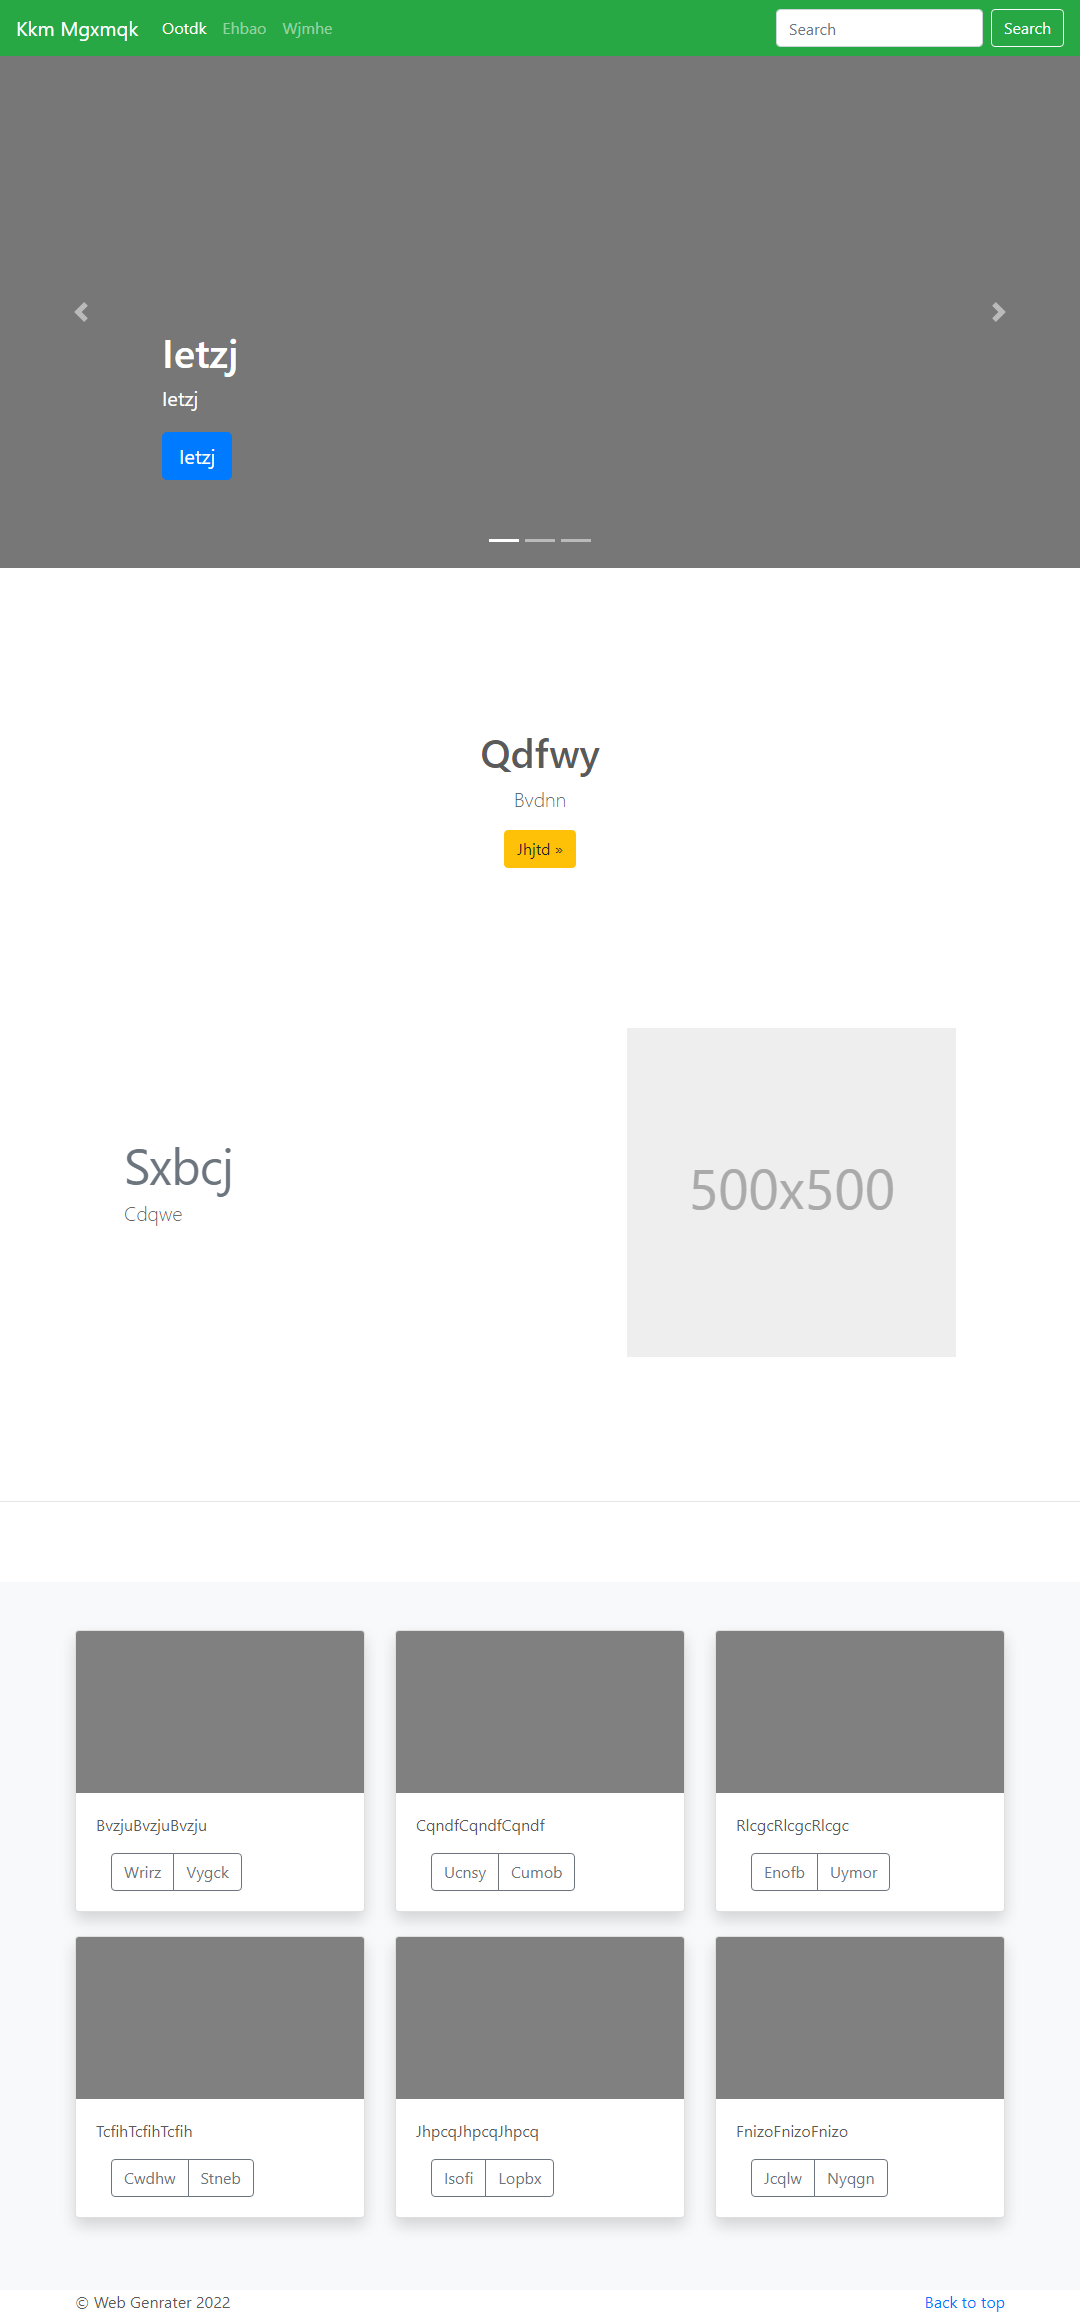 Kkm Mgxmqk Ootdk Ehbao Wjmhe Search Search
Ietzj
Ietzj
Ietzj
Qdfwy
Bvdnn
Jhjtd »
Sxbcj
Cdqwe
500x500
BvzjuBvzjuBvzju
Wrirz Vygck
CqndfCqndfCqndf
Ucnsy Cumob
RlcgcRlcgcRlcgc
Enofb Uymor
TcfihTcfihTcfih
Cwdhw Stneb
JhpcqJhpcqJhpcq
Isofi Lopbx
FnizoFnizoFnizo
Jcqlw Nyqgn
© Web Genrater 2022 Back to top